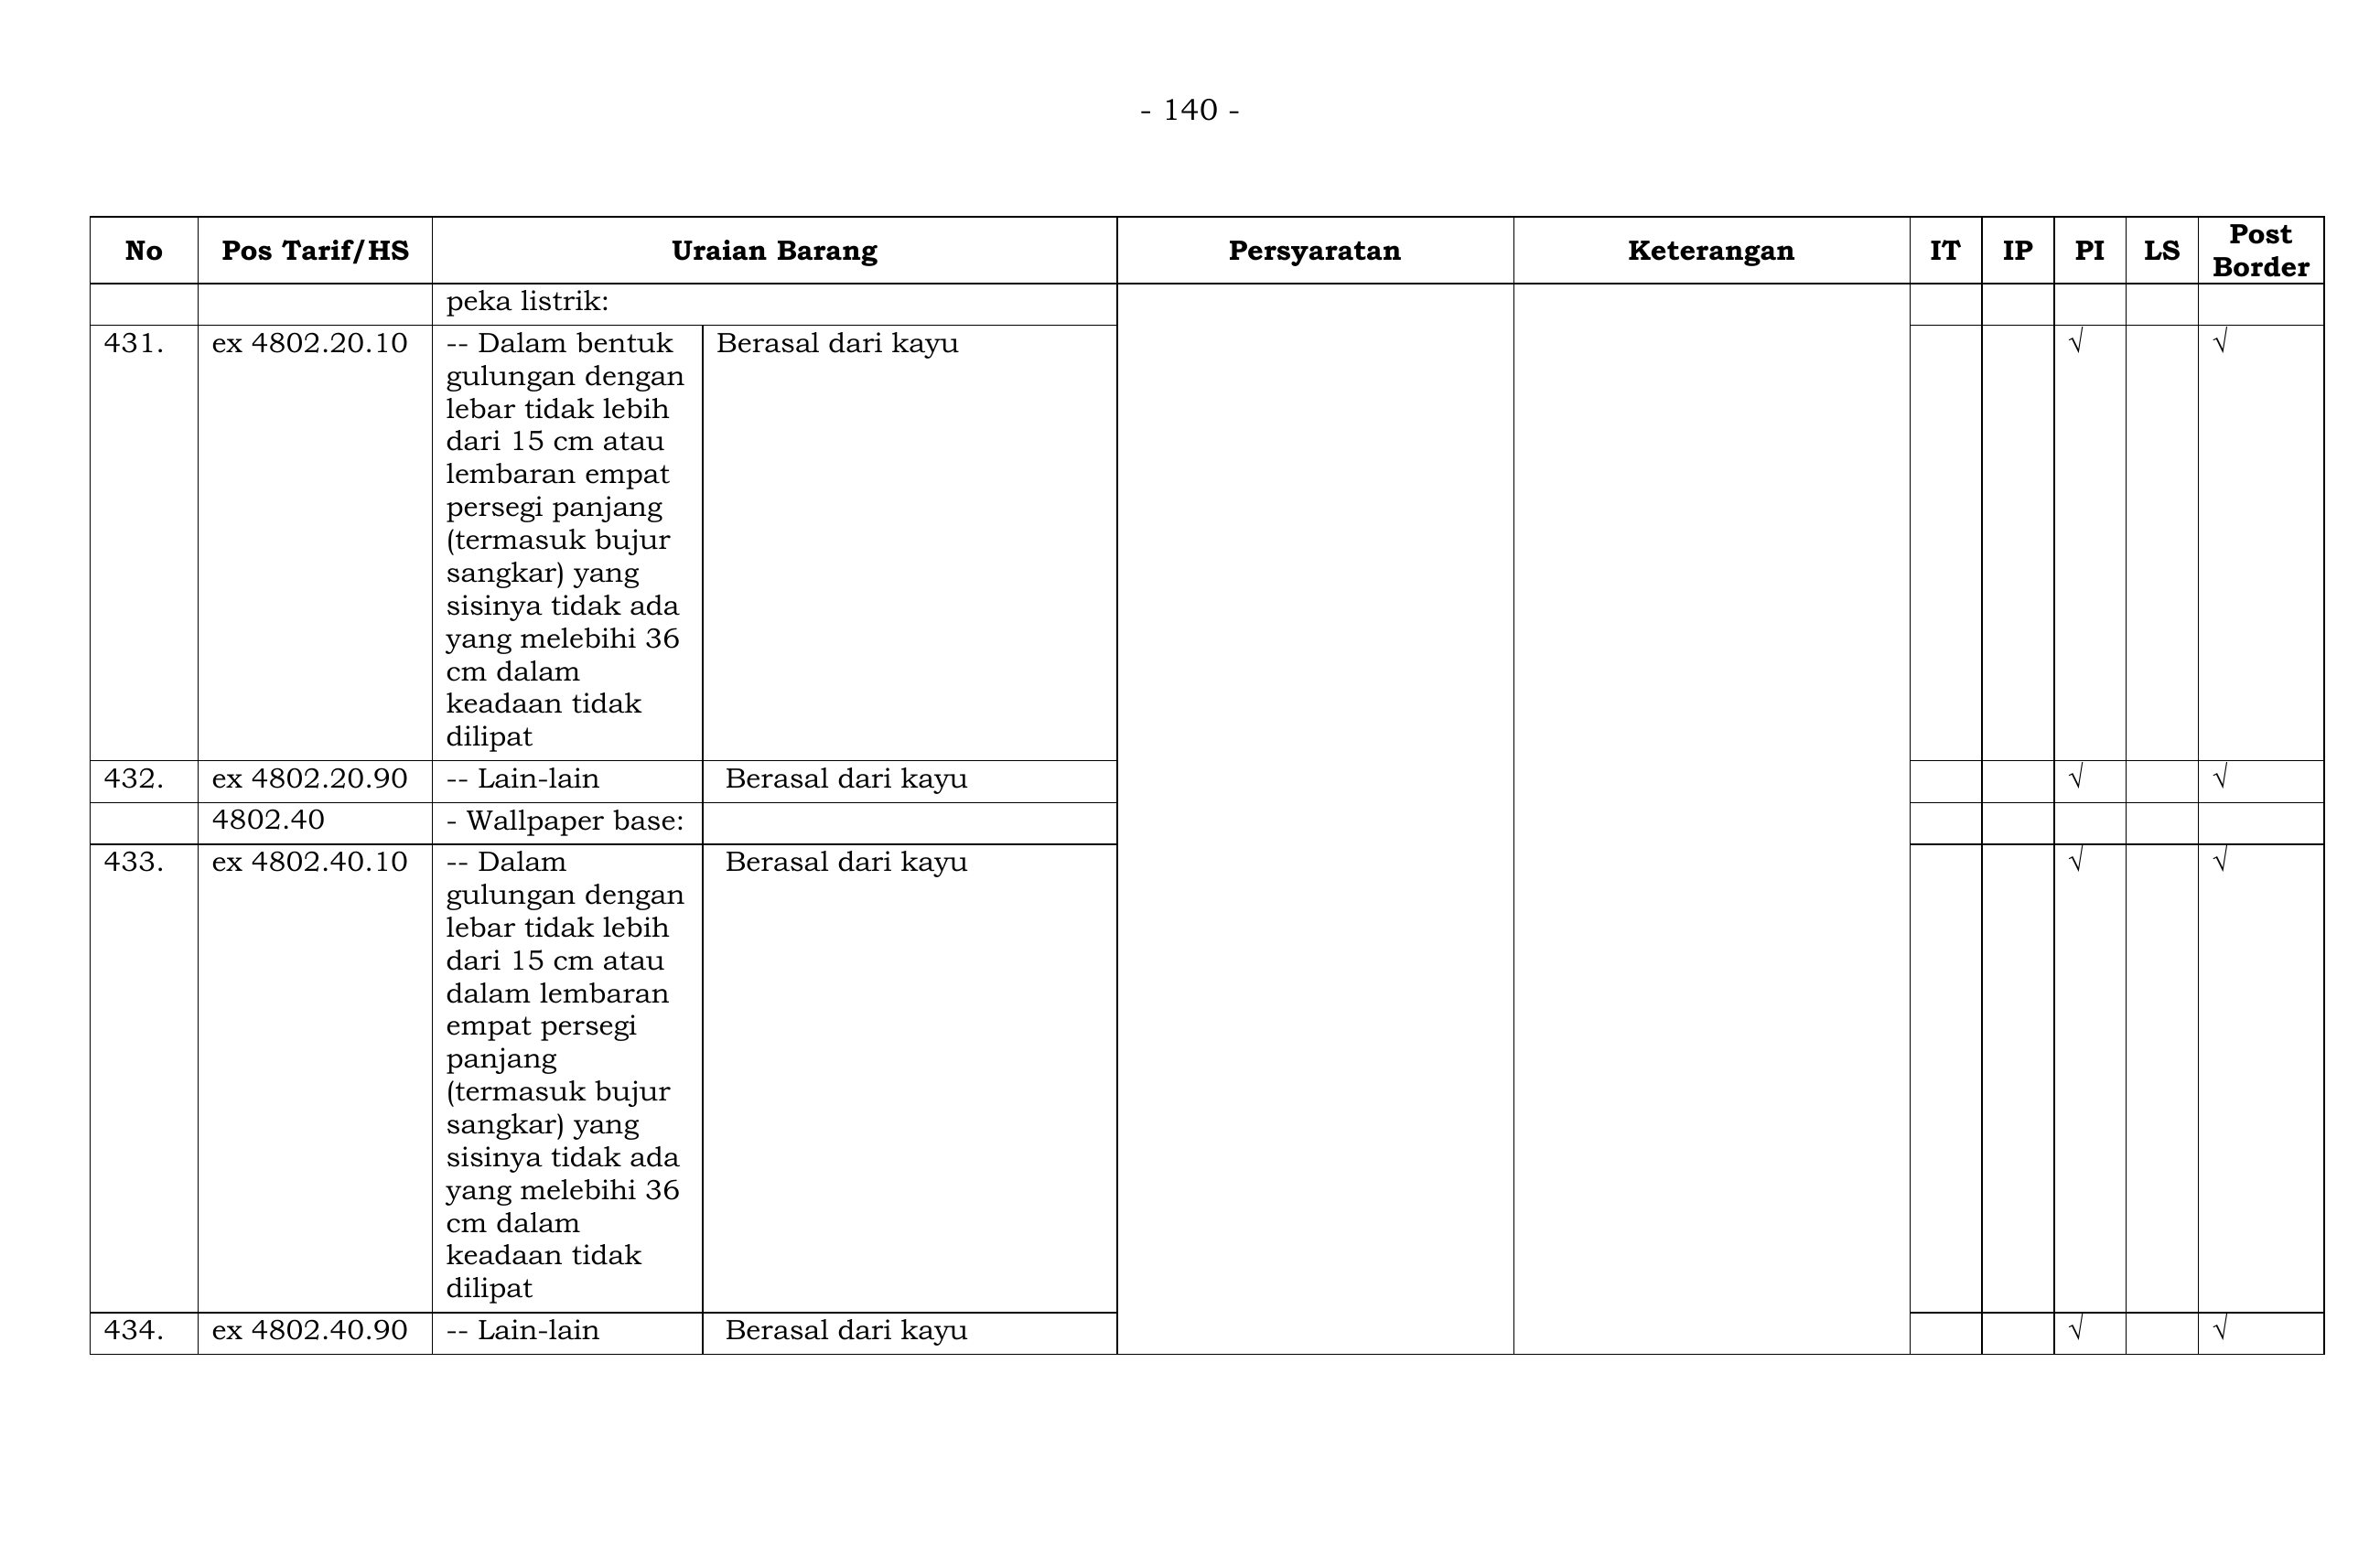 - 140 -
No Pos Tarif/HS Uraian Barang Persyaratan Keterangan IT IP PI LS Post Border
peka listrik:
431. ex 4802.20.10 -- Dalam bentuk Berasal dari kayu √ √
gulungan dengan
lebar tidak lebih
dari 15 cm atau
lembaran empat
persegi panjang
(termasuk bujur
sangkar) yang
sisinya tidak ada
yang melebihi 36
cm dalam
keadaan tidak
dilipat
432. ex 4802.20.90 -- Lain-lain Berasal dari kayu √ √
4802.40 - Wallpaper base:
433. ex 4802.40.10 -- Dalam Berasal dari kayu √ √
gulungan dengan
lebar tidak lebih
dari 15 cm atau
dalam lembaran
empat persegi
panjang
(termasuk bujur
sangkar) yang
sisinya tidak ada
yang melebihi 36
cm dalam
keadaan tidak
dilipat
434. ex 4802.40.90 -- Lain-lain Berasal dari kayu √ √